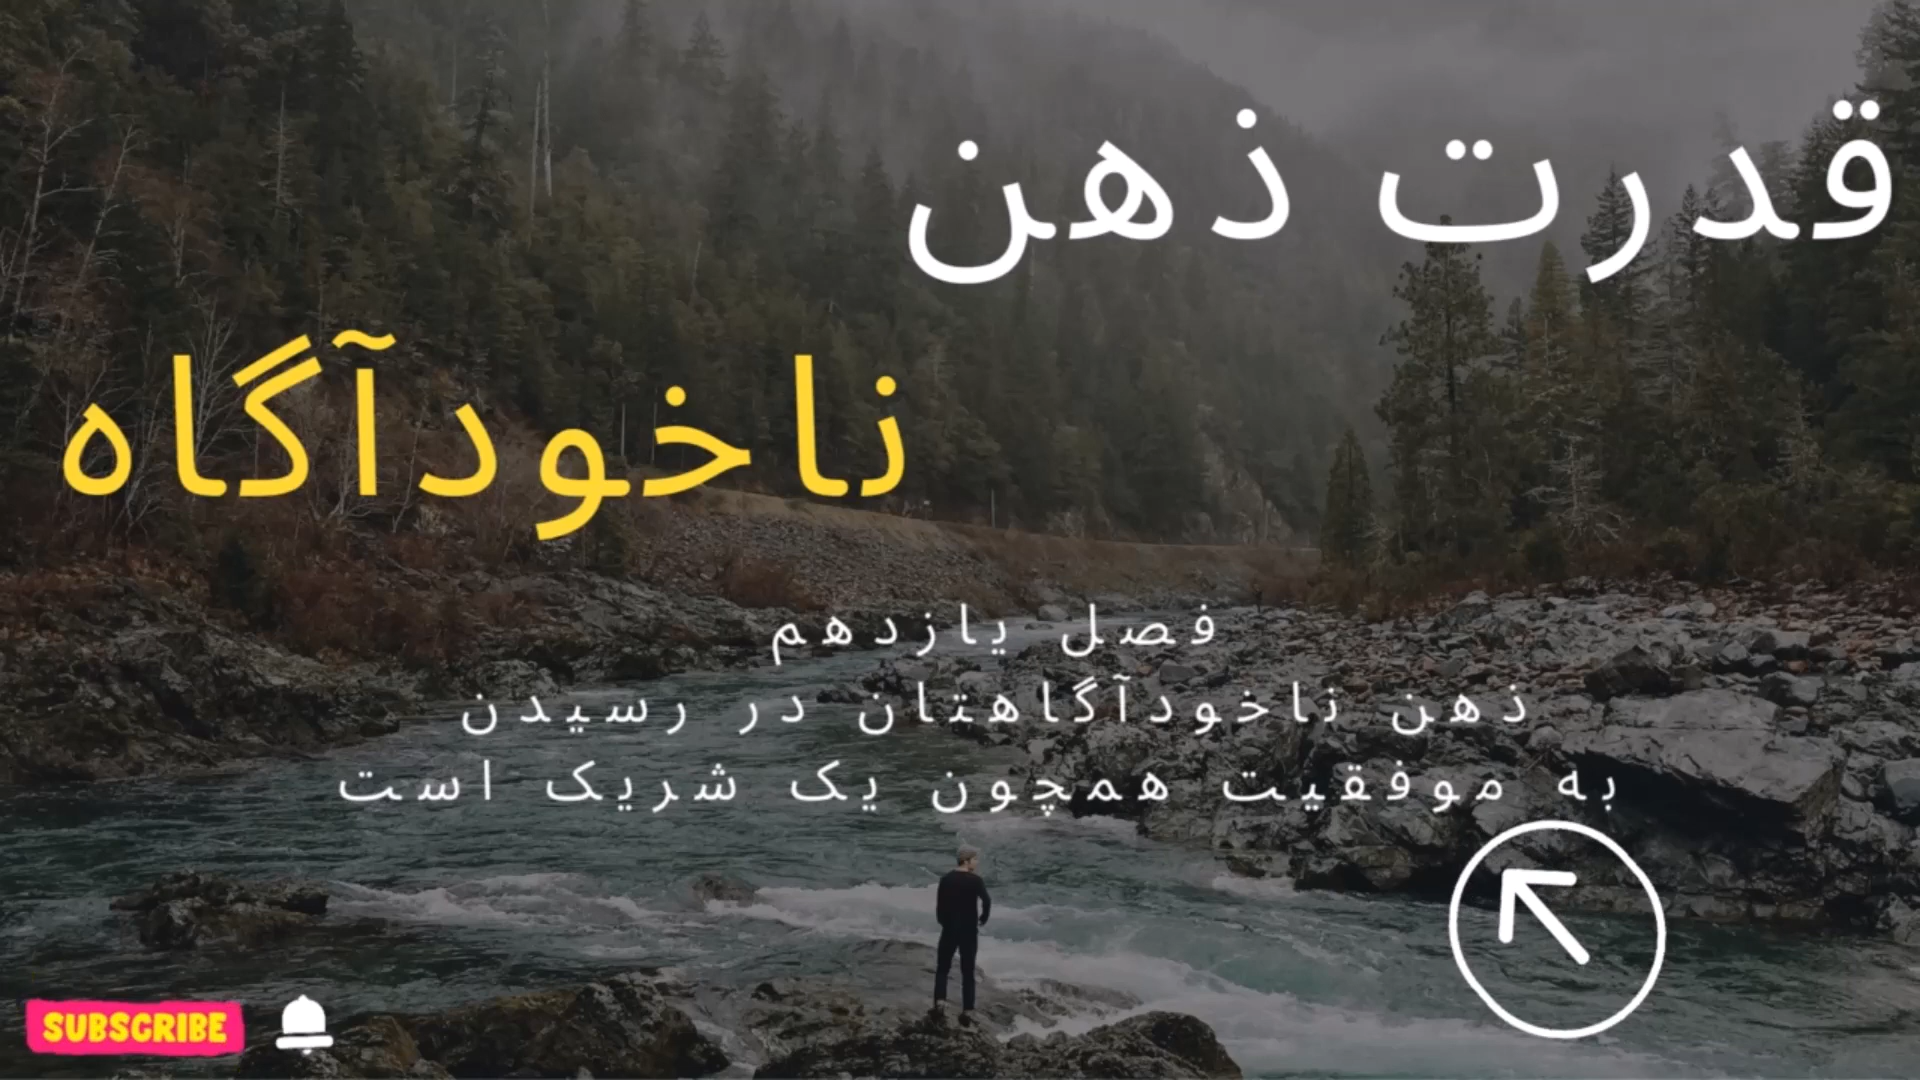 قدرت ذهن
ناخودآگاه
فصل یازدهم
ذهن ناخودآگاهتان در رسیدن
به موفقیت همچون یک شریک است
SUBSCRIBE